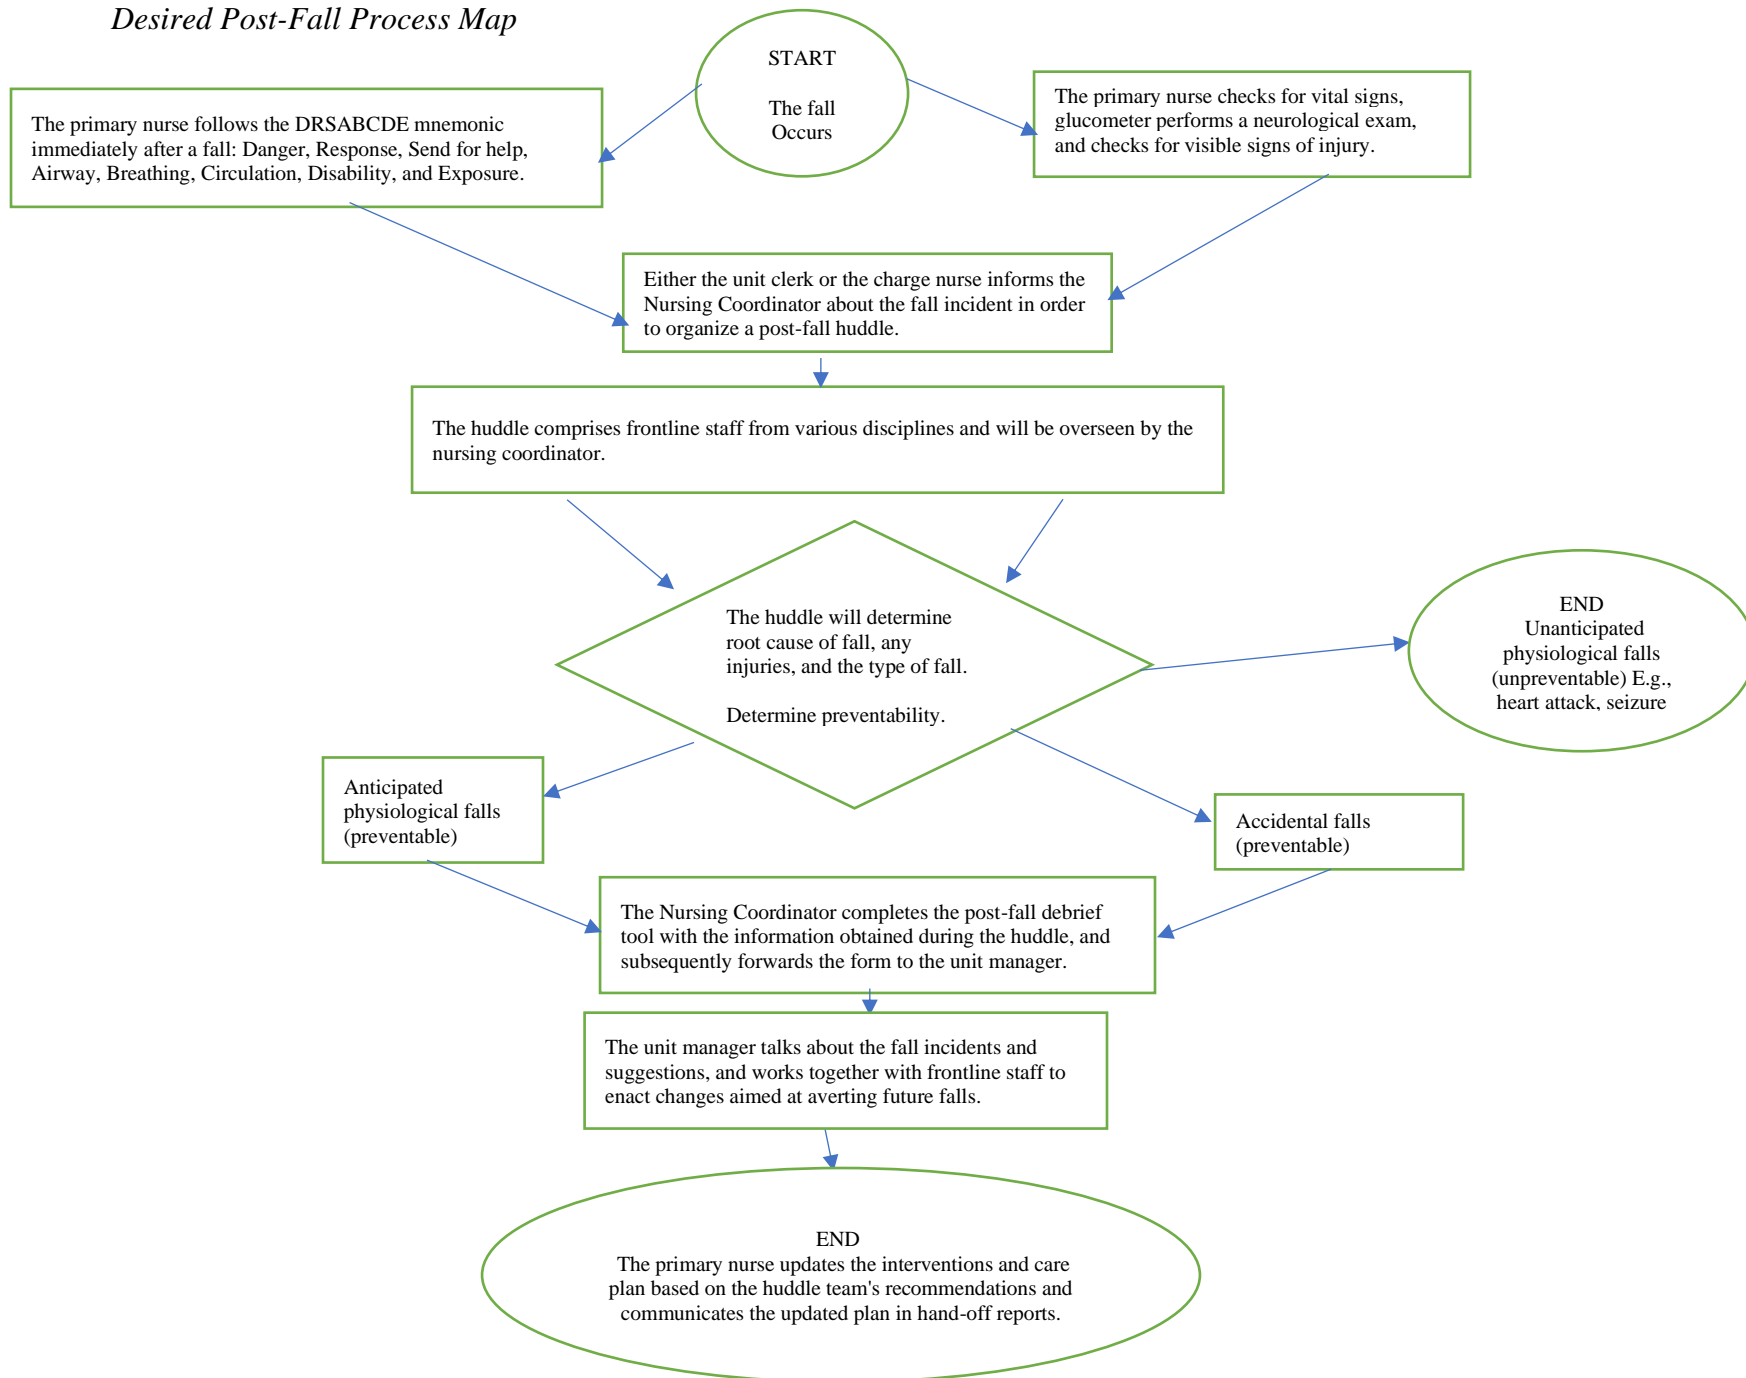 Desired Post-Fall Process Map
START
The fall
Occurs
The primary nurse follows the DRSABCDE mnemonic
immediately after a fall: Danger, Response, Send for help,
Airway, Breathing, Circulation, Disability, and Exposure.
The primary nurse checks for vital signs,
glucometer performs a neurological exam,
and checks for visible signs of injury.
Either the unit clerk or the charge nurse informs the
Nursing Coordinator about the fall incident in order
to organize a post-fall huddle.
The huddle comprises frontline staff from various disciplines and will be overseen by the
nursing coordinator.
The huddle will determine
root cause of fall, any
injuries, and the type of fall.
Determine preventability.
END
Unanticipated
physiological falls
(unpreventable) E.g.,
heart attack, seizure
Anticipated
physiological falls
(preventable)
Accidental falls
(preventable)
The Nursing Coordinator completes the post-fall debrief
tool with the information obtained during the huddle, and
subsequently forwards the form to the unit manager.
The unit manager talks about the fall incidents and
suggestions, and works together with frontline staff to
enact changes aimed at averting future falls.
END
The primary nurse updates the interventions and care
plan based on the huddle team's recommendations and
communicates the updated plan in hand-off reports.